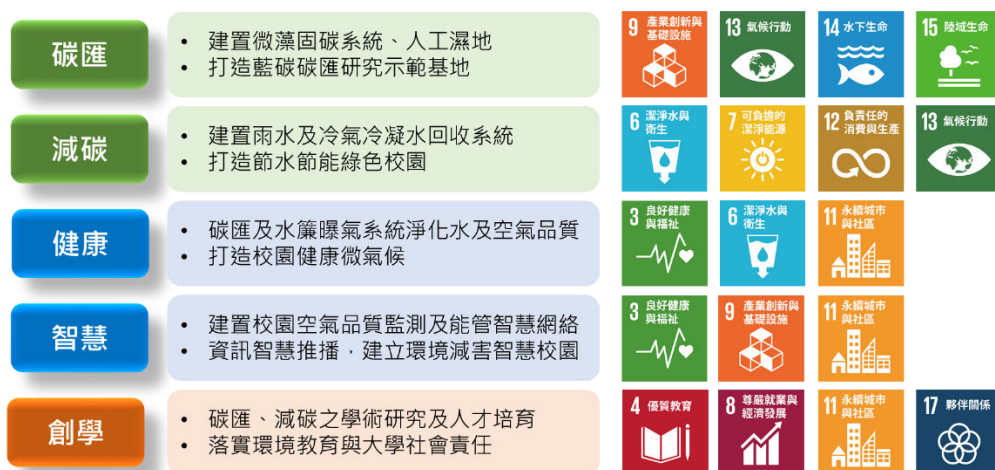 碳匯
• 建置微藻固碳系統、人工濕地
• 打造藍碳碳匯研究示範基地
9 產業創新與
基礎設施
13 氣候行動
14 水下生命
15 陸域生命
減碳
• 建置雨水及冷氣冷凝水回收系統
• 打造節水節能綠色校園
6 潔淨水與
衛生
7 可負擔的
潔淨能源
12 負責任的
消費與生產
13 氣候行動
健康
• 碳匯及水簾曝氣系統淨化水及空氣品質
• 打造校園健康微氣候
3 良好健康
與福祉
6 潔淨水與
衛生
11 永續城市
與社區
智慧
• 建置校園空氣品質監測及能管智慧網絡
• 資訊智慧推播，建立環境減害智慧校園
3 良好健康
與福祉
9 產業創新與
基礎設施
11 永續城市
與社區
創學
• 碳匯、減碳之學術研究及人才培育
• 落實環境教育與大學社會責任
4 優質教育
8 尊嚴就業與
經濟發展
11 永續城市
與社區
17 夥伴關係